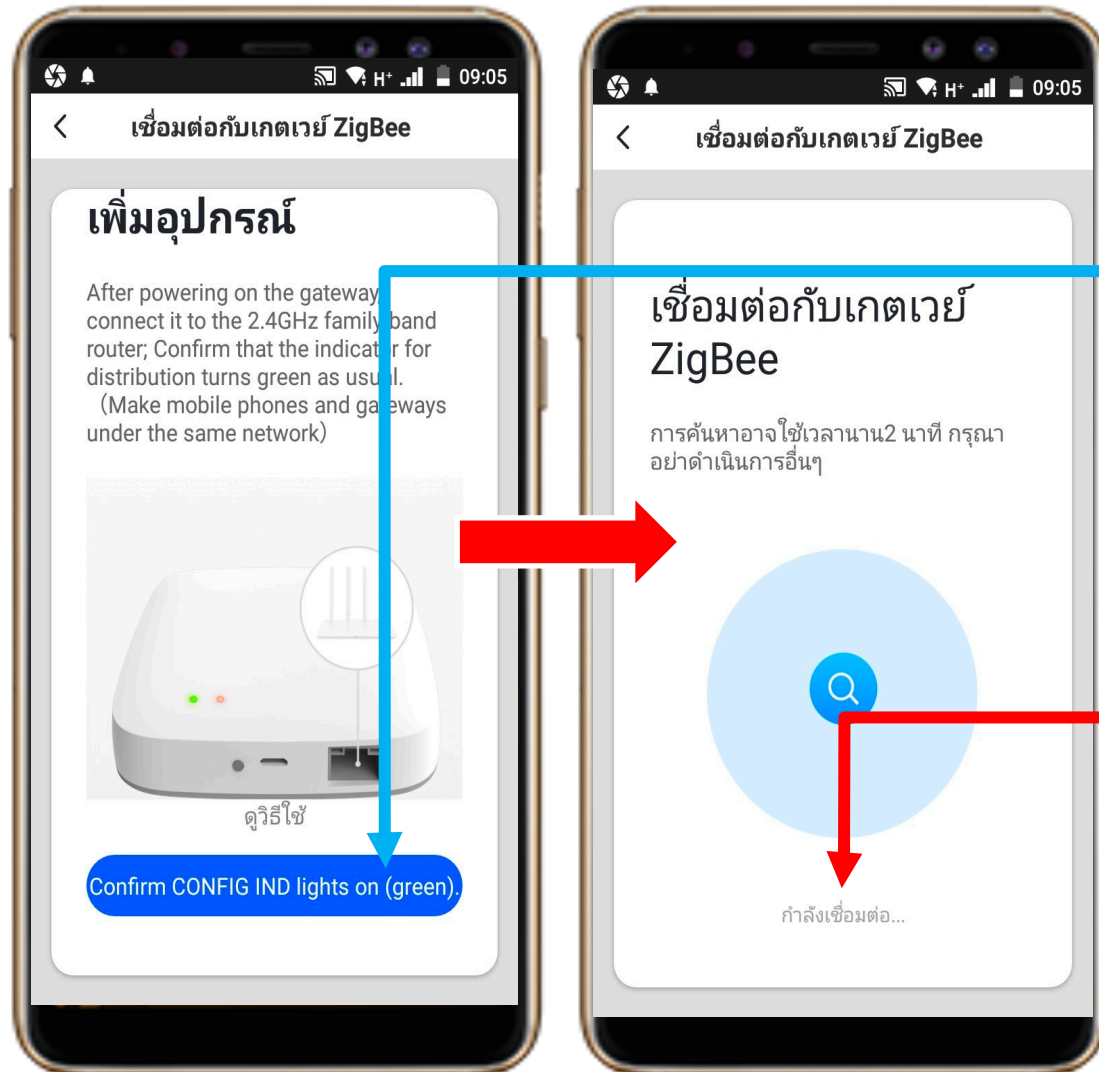 H+ 09:05
เชื่อมต่อกับเกตเวย์ ZigBee
เพิ่มอุปกรณ์
After powering on the gateway,
connect it to the 2.4GHz family band
router; Confirm that the indicator for
distribution turns green as usual.
（Make mobile phones and gateways
under the same network）
ดูวิธีใช้
Confirm CONFIG IND lights on (green).
H+ 09:05
เชื่อมต่อกับเกตเวย์ ZigBee
เชื่อมต่อกับเกตเวย์
ZigBee
การค้นหาอาจใช้เวลานาน2 นาที กรุณา
อย่าดำเนินการอื่นๆ
กำลังเชื่อมต่อ...